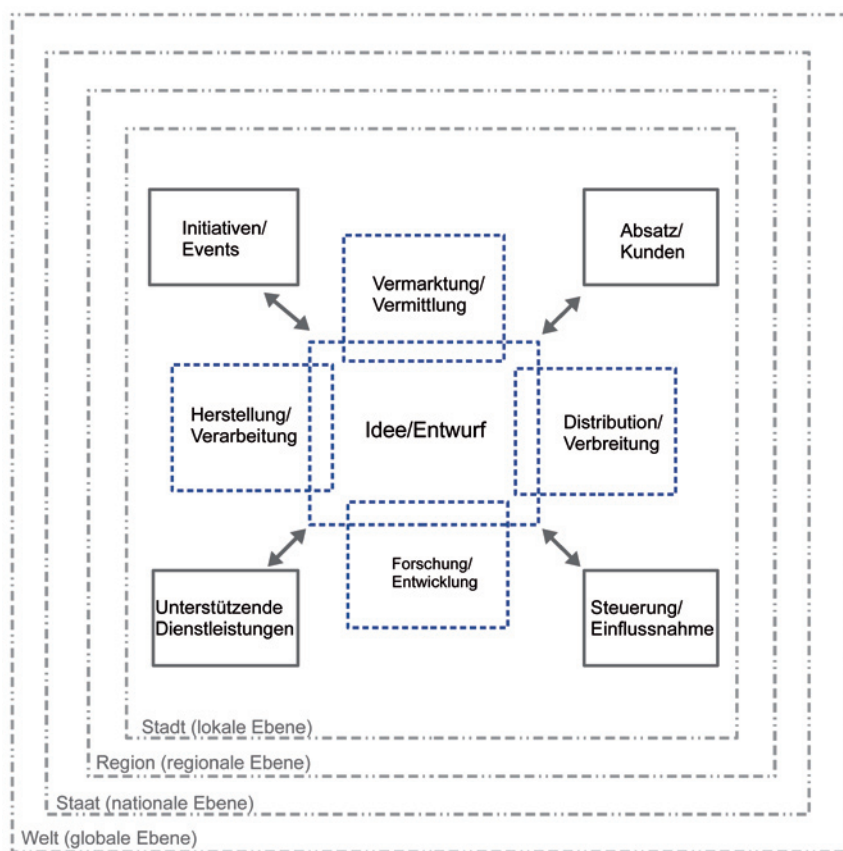 Initiativen/
Events
Absatz/
Kunden
Vermarktung/
Vermittlung
Herstellung/
Verarbeitung
Idee/Entwurf
Distribution/
Verbreitung
Forschung/
Entwicklung
Unterstützende
Dienstleistungen
Steuerung/
Einflussnahme
Stadt (lokale Ebene)
Region (regionale Ebene)
Staat (nationale Ebene)
Welt (globale Ebene)